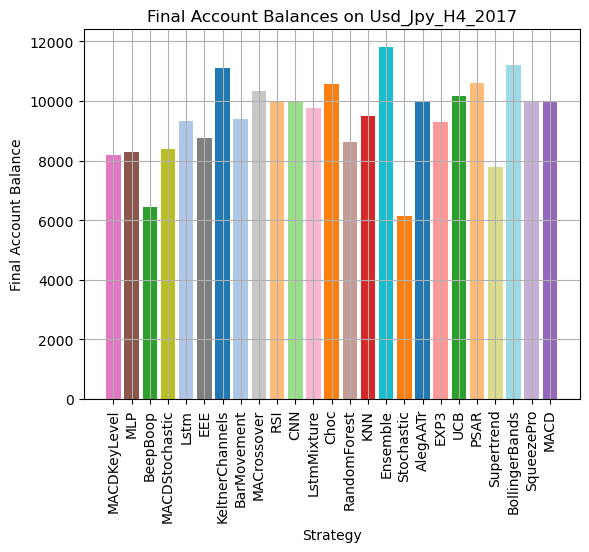 Final Account Balances on Usd_Jpy_H4_2017
Final Account Balance
12000
10000
8000
6000
4000
2000
0
MACDKeyLevel
MLP
BeepBoop
MACDStochastic
Lstm
EEE
KeltnerChannels
BarMovement
MACrossover
RSI
CNN
LstmMixture
Choc
RandomForest
KNN
Ensemble
Stochastic
AlegAATr
EXP3
UCB
PSAR
Supertrend
BollingerBands
SqueezePro
MACD
Strategy